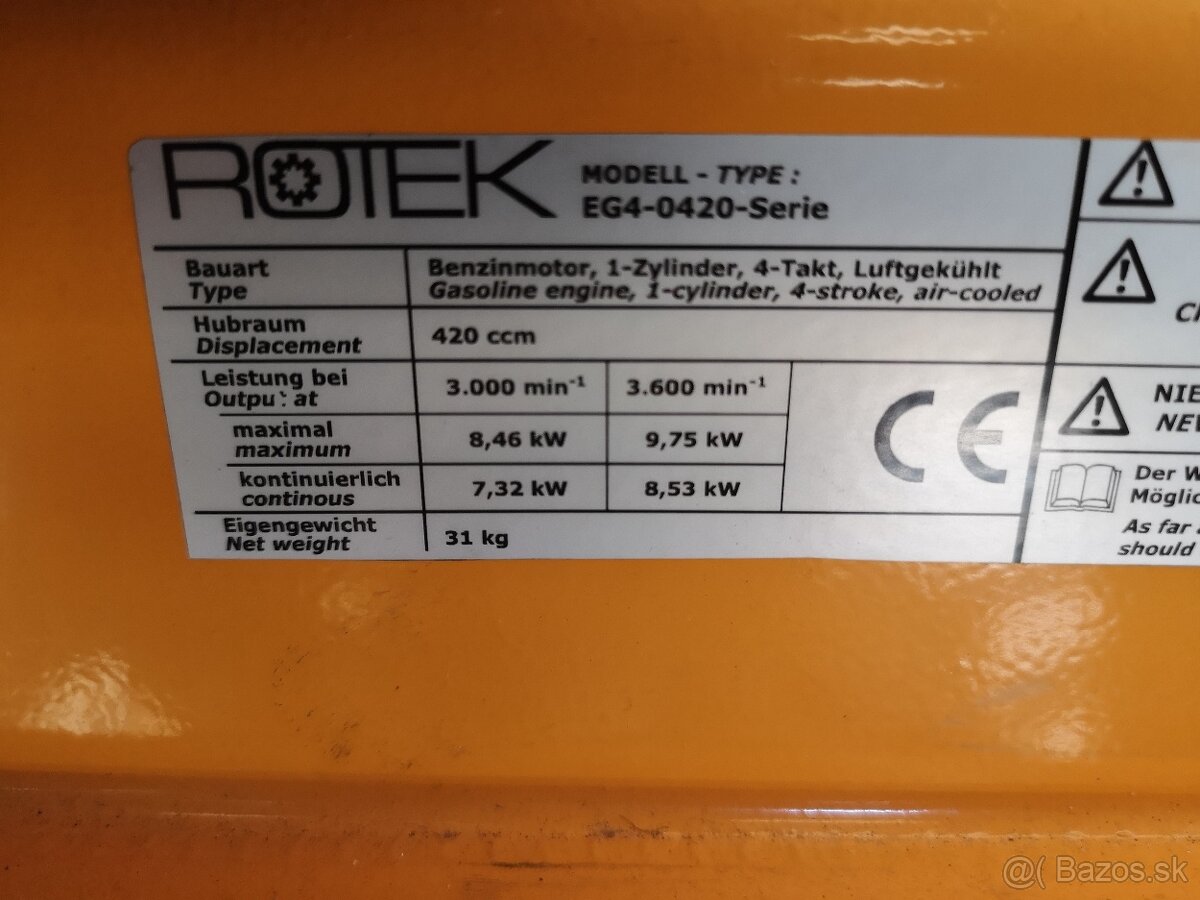 ROTEK
MODELL - TYPE :
EG4-0420-Serie
Bauart
Type
Benzinmotor, 1-Zylinder, 4-Takt, Luftgekühlt
Gasoline engine, 1-cylinder, 4-stroke, air-cooled
Hubraum
Displacement
420 ccm
Leistung bei
Output at
3.000 min⁻¹
3.600 min⁻¹
maximal
maximum
8,46 kW
9,75 kW
kontinuierlich
continous
7,32 kW
8,53 kW
Eigengewicht
Net weight
31 kg
CE
NIE
NEV
Der W
Möglic
As far
should
@( Bazos.sk